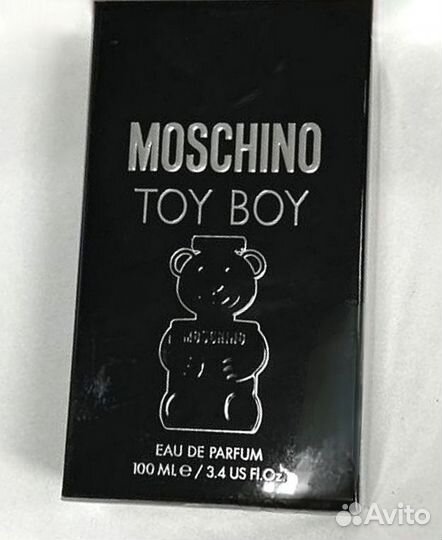 MOSCHINO
TOY BOY
MOSCHINO
EAU DE PARFUM
100 ML ℮ / 3.4 US Fl.Oz.
Avito